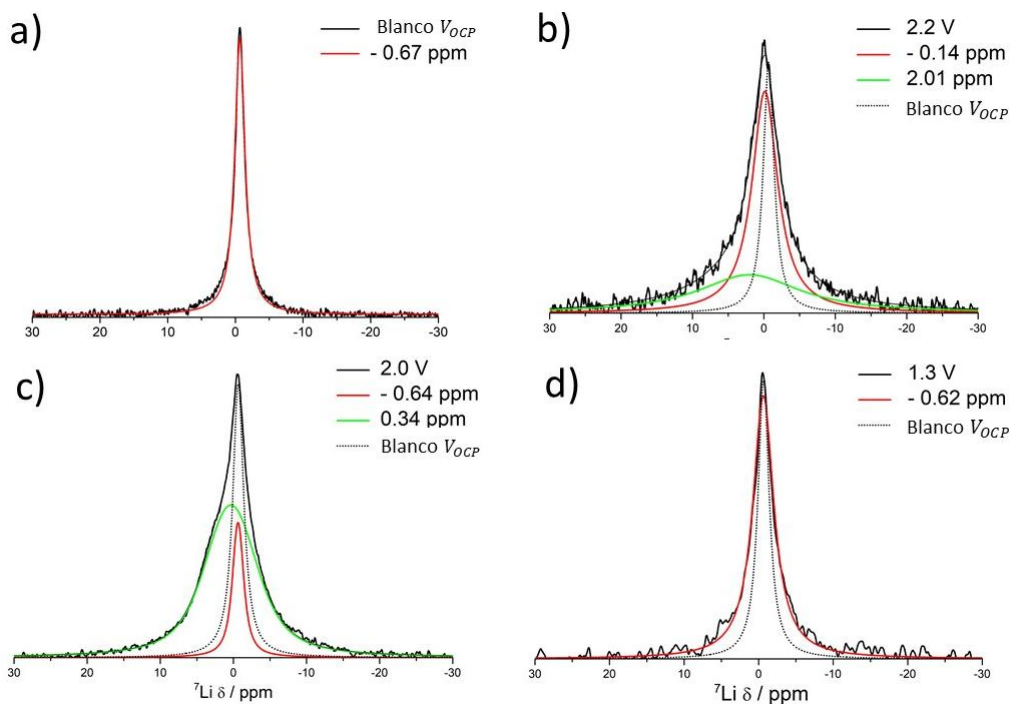 a)
Blanco V_OCP
- 0.67 ppm
30 20 10 0 -10 -20 -30
b)
2.2 V
- 0.14 ppm
2.01 ppm
Blanco V_OCP
30 20 10 0 -10 -20 -30
c)
2.0 V
- 0.64 ppm
0.34 ppm
Blanco V_OCP
30 20 10 0 -10 -20 -30
⁷Li δ / ppm
d)
1.3 V
- 0.62 ppm
Blanco V_OCP
30 20 10 0 -10 -20 -30
⁷Li δ / ppm